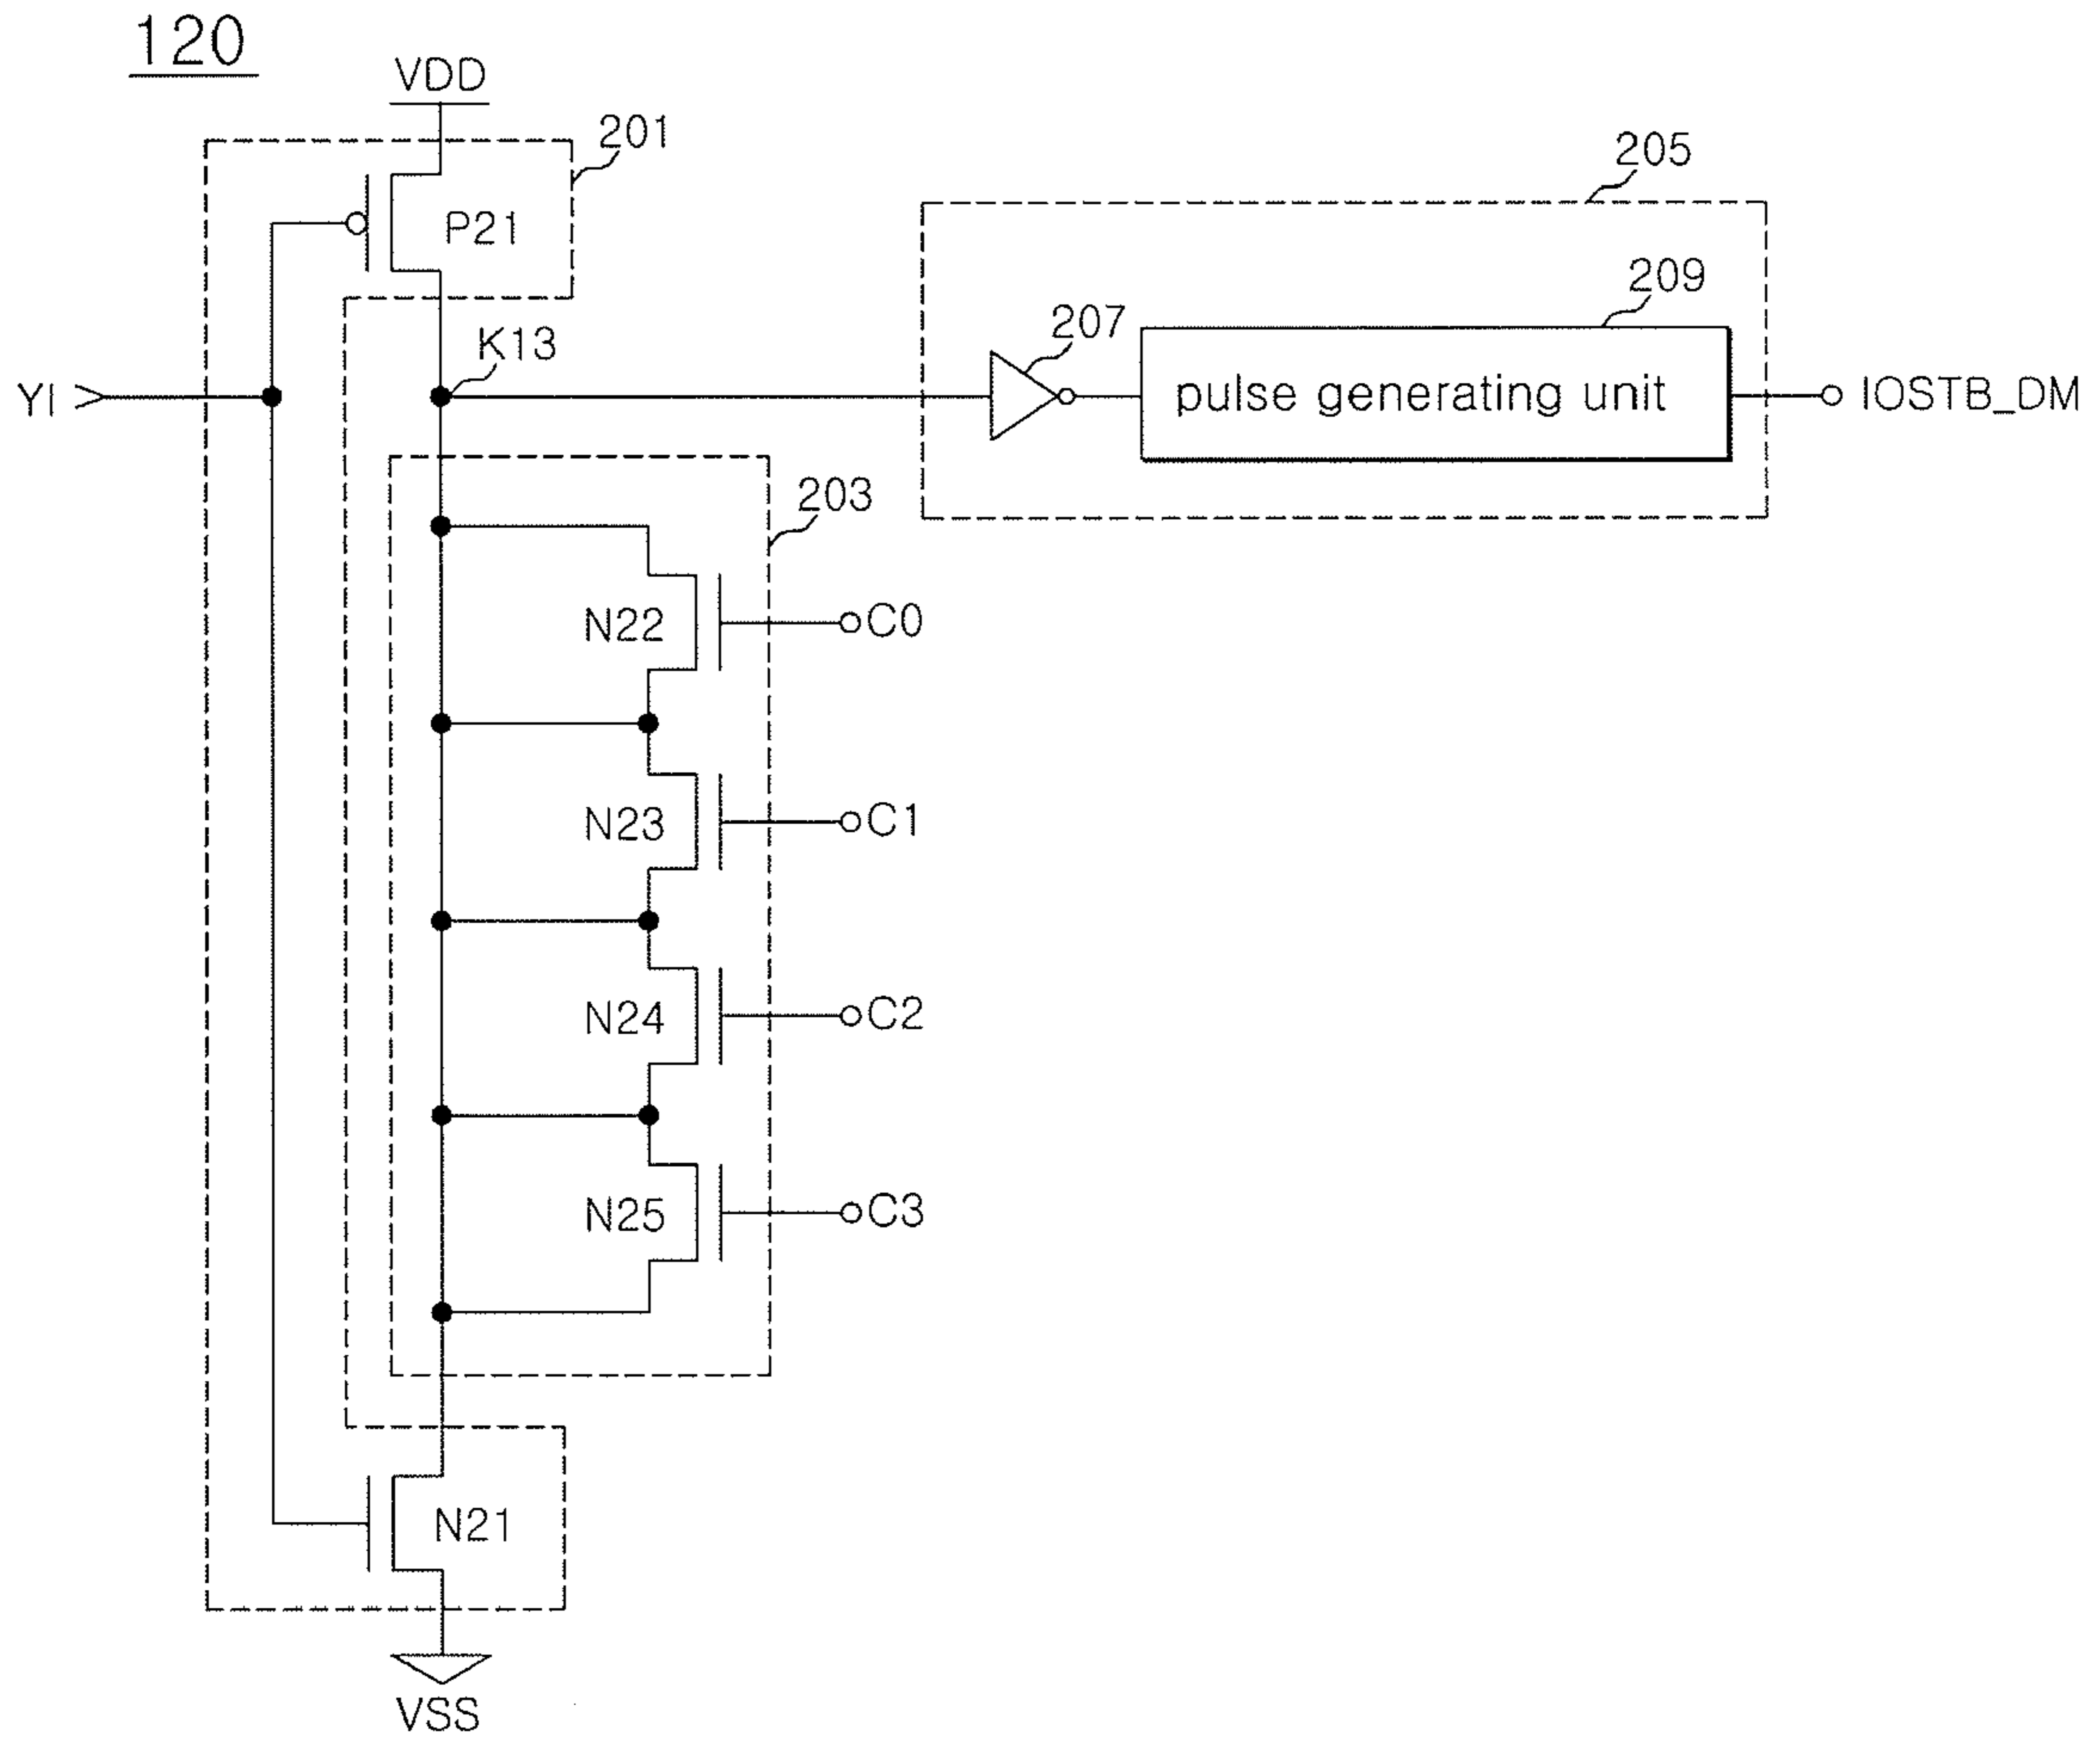 120
VDD
201
205
P21
209
207
K13
YI
pulse generating unit
IOSTB_DM
203
N22
C0
N23
C1
N24
C2
N25
C3
N21
VSS